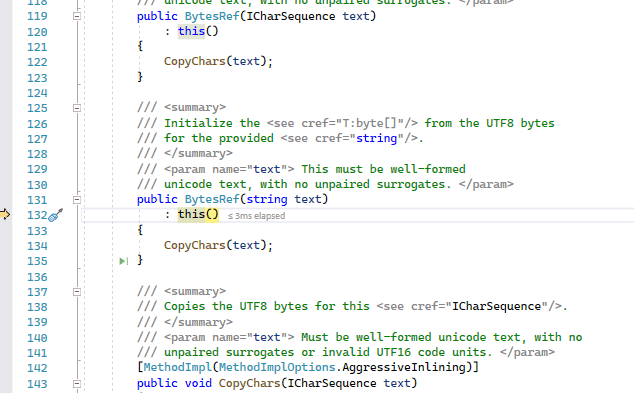 118 /// unicode text, with no unpaired surrogates. </param>
119 public BytesRef(ICharSequence text)
120 : this()
121 {
122 CopyChars(text);
123 }
124
125 /// <summary>
126 /// Initialize the <see cref="T:byte[]"/> from the UTF8 bytes
127 /// for the provided <see cref="string"/>.
128 /// </summary>
129 /// <param name="text"> This must be well-formed
130 /// unicode text, with no unpaired surrogates. </param>
131 public BytesRef(string text)
132 : this() ≤ 3ms elapsed
133 {
134 CopyChars(text);
135 }
136
137 /// <summary>
138 /// Copies the UTF8 bytes for this <see cref="ICharSequence"/>.
139 /// </summary>
140 /// <param name="text"> Must be well-formed unicode text, with no
141 /// unpaired surrogates or invalid UTF16 code units. </param>
142 [MethodImpl(MethodImplOptions.AggressiveInlining)]
143 public void CopyChars(ICharSequence text)